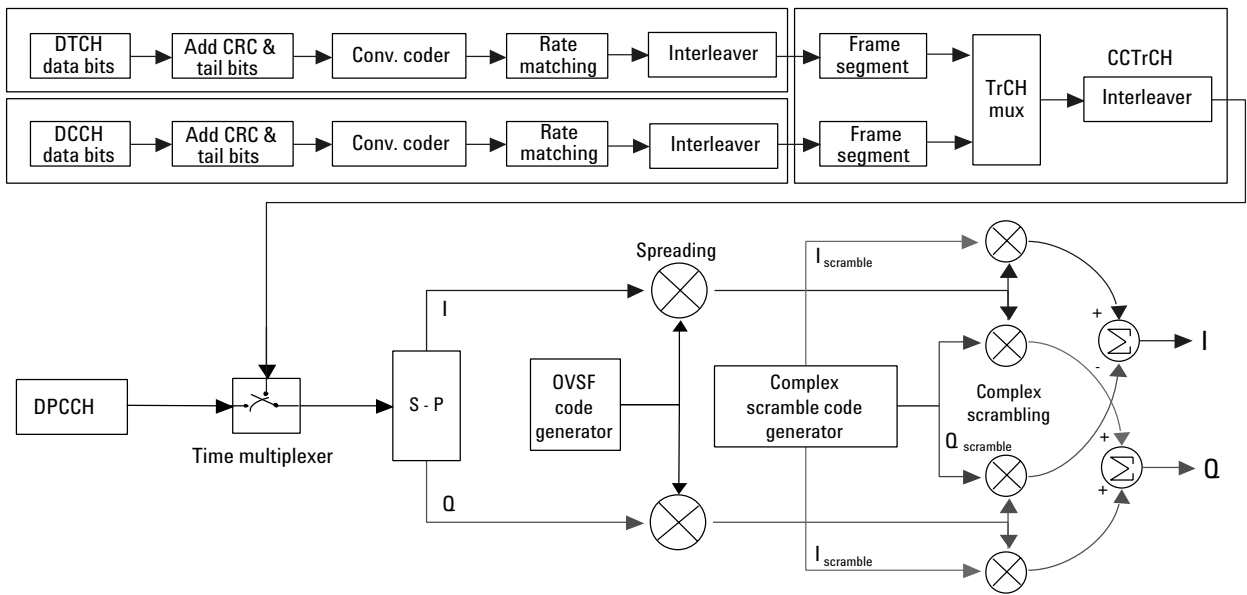 DTCH
data bits
Add CRC &
tail bits
Conv. coder
Rate
matching
Interleaver
Frame
segment
TrCH
mux
CCTrCH
Interleaver
DCCH
data bits
Add CRC &
tail bits
Conv. coder
Rate
matching
Interleaver
Frame
segment
Spreading
I scramble
I
+
Σ
I
DPCCH
Time multiplexer
S - P
OVSF
code
generator
Complex
scramble code
generator
Complex
scrambling
-
Q scramble
+
Σ
Q
+
Q
I scramble